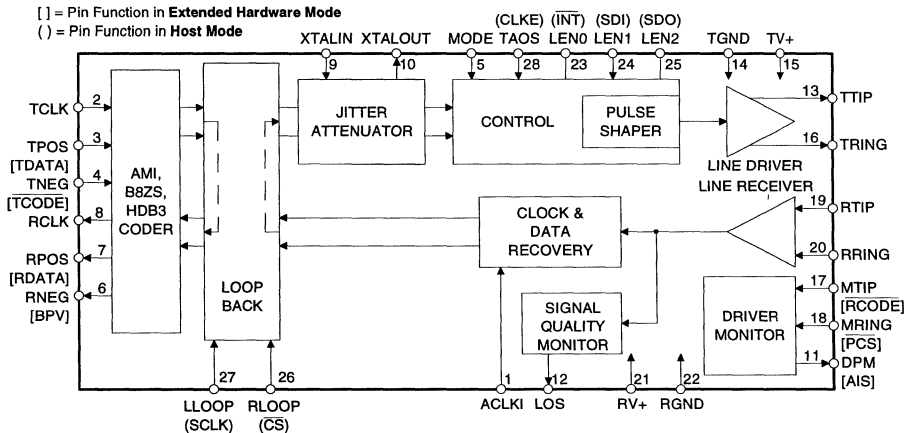 [ ] = Pin Function in Extended Hardware Mode
( ) = Pin Function in Host Mode
(CLKE) (INT) (SDI) (SDO)
XTALIN XTALOUT MODE TAOS LEN0 LEN1 LEN2 TGND TV+
9 10 5 28 23 24 25 14 15
TCLK 2
TPOS 3
[TDATA]
TNEG 4
[TCODE]
RCLK 8
RPOS 7
[RDATA]
RNEG 6
[BPV]
AMI,
B8ZS,
HDB3
CODER
LOOP
BACK
JITTER
ATTENUATOR
CONTROL
PULSE
SHAPER
LINE DRIVER
LINE RECEIVER
13 TTIP
16 TRING
19 RTIP
20 RRING
17 MTIP
[RCODE]
18 MRING
[PCS]
11 DPM
[AIS]
CLOCK &
DATA
RECOVERY
SIGNAL
QUALITY
MONITOR
DRIVER
MONITOR
27 26 1 12 21 22
LLOOP RLOOP ACLKI LOS RV+ RGND
(SCLK) (CS)